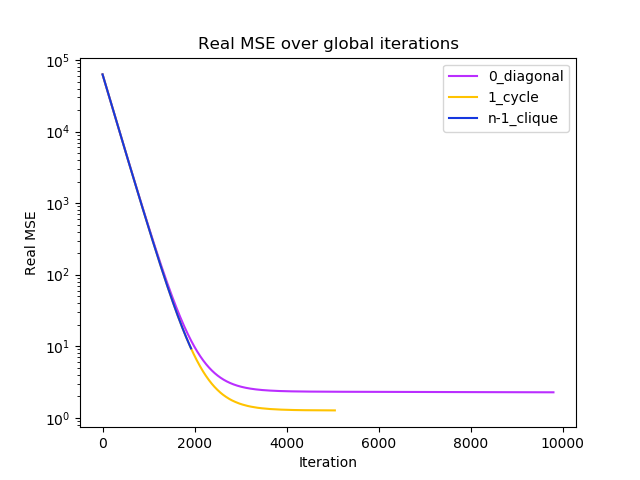 Real MSE over global iterations
Real MSE
10^5
10^4
10^3
10^2
10^1
10^0
0_diagonal
1_cycle
n-1_clique
0 2000 4000 6000 8000 10000
Iteration